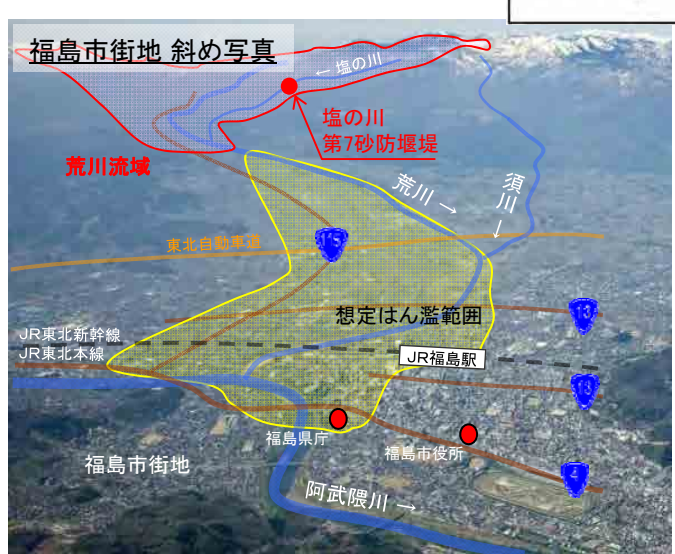 福島市街地 斜め写真
← 塩の川
塩の川
第7砂防堰堤
荒川流域
荒川 →
須川 →
東北自動車道
115
想定はん濫範囲
13
JR東北新幹線
JR東北本線
JR福島駅
13
福島県庁
福島市役所
福島市街地
4
阿武隈川 →